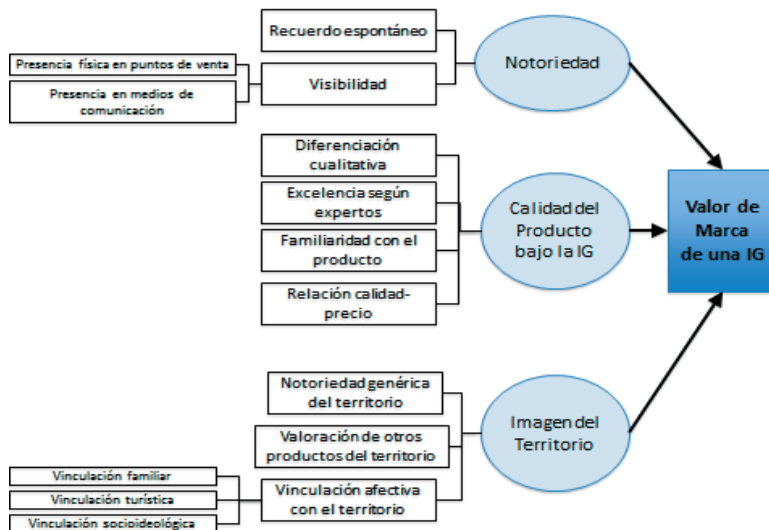 Recuerdo espontáneo
Presencia física en puntos de venta
Presencia en medios de
comunicación
Visibilidad
Notoriedad
Diferenciación
cualitativa
Excelencia según
expertos
Familiaridad con el
producto
Relación calidad-
precio
Calidad del
Producto
bajo la IG
Valor de
Marca
de una IG
Notoriedad genérica
del territorio
Valoración de otros
productos del territorio
Vinculación afectiva
con el territorio
Vinculación familiar
Vinculación turística
Vinculación socioideológica
Imagen del
Territorio